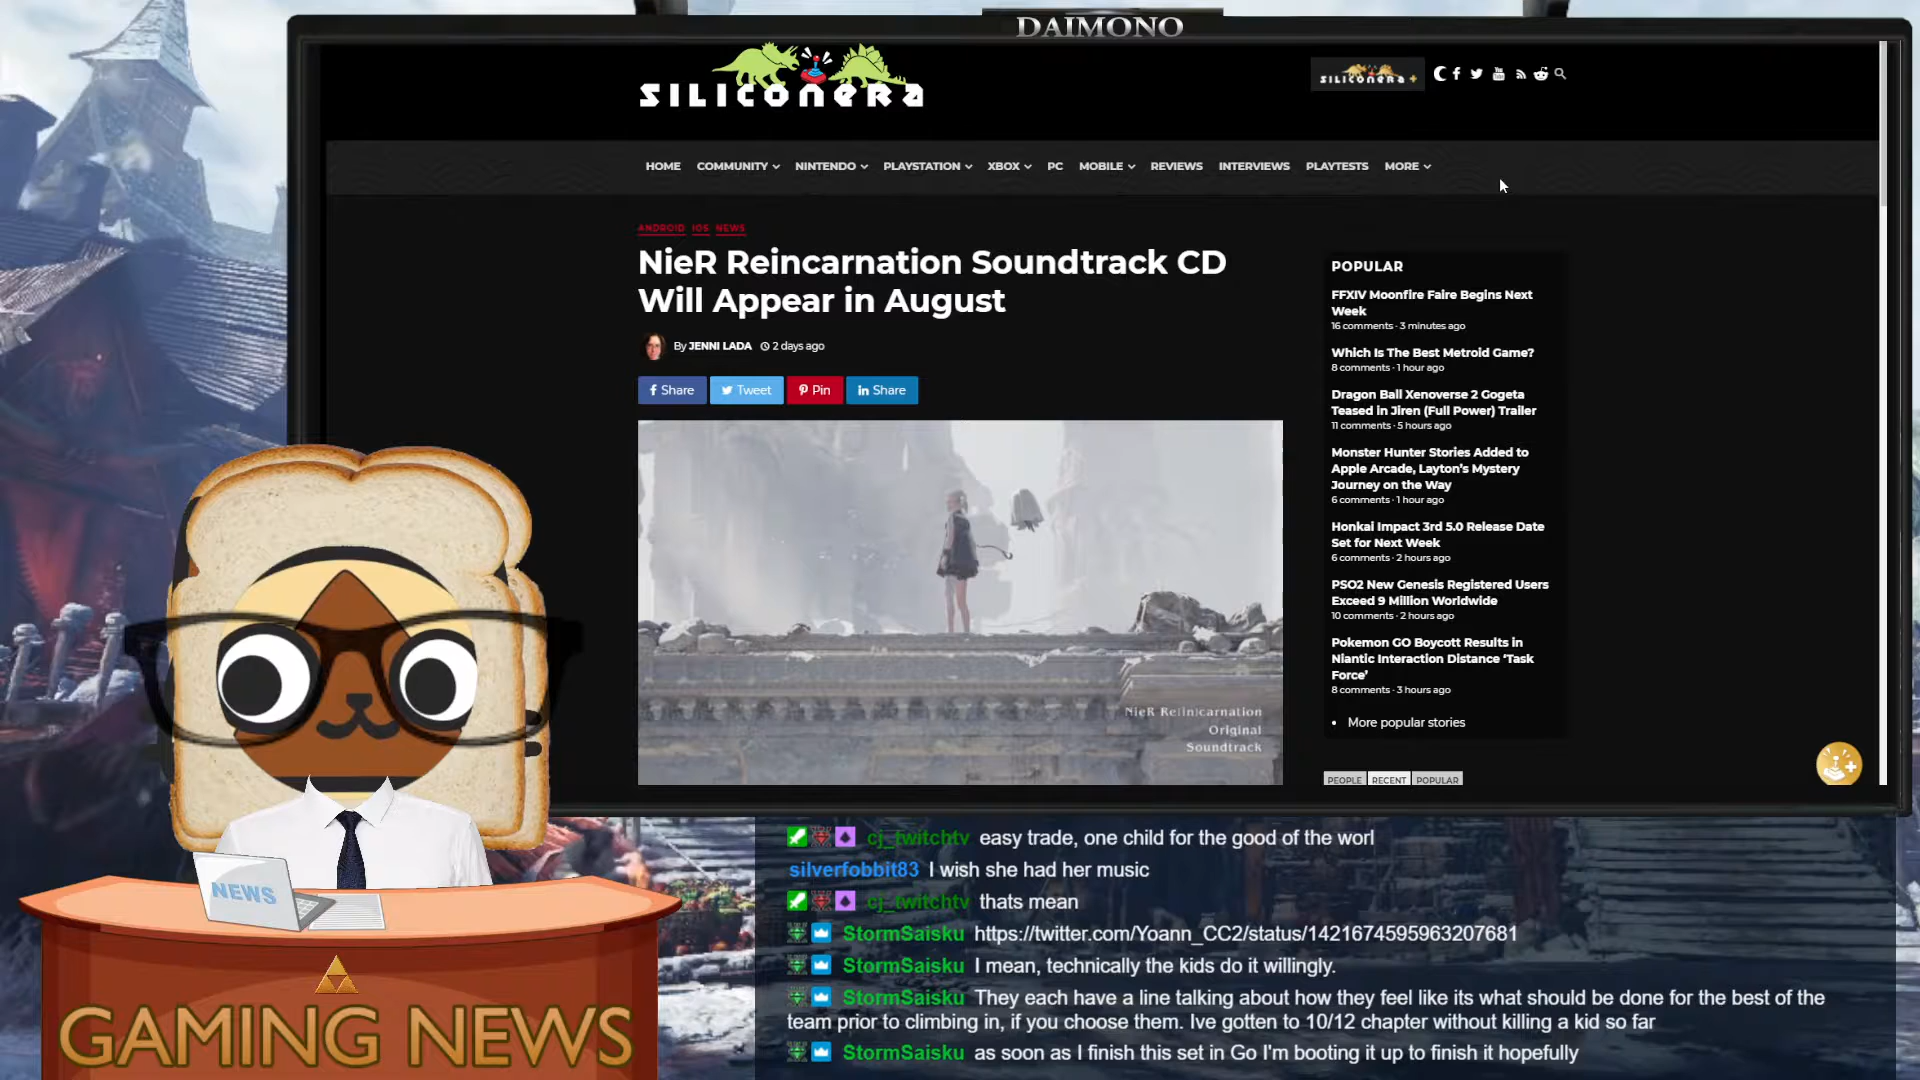 DAIMONO
SILICONERA
SILICONERA +
HOME COMMUNITY NINTENDO PLAYSTATION XBOX PC MOBILE REVIEWS INTERVIEWS PLAYTESTS MORE
ANDROID IOS NEWS
NieR Reincarnation Soundtrack CD
Will Appear in August
By JENNI LADA 2 days ago
Share Tweet Pin Share
NieR Re[in]carnation
Original
Soundtrack
POPULAR
FFXIV Moonfire Faire Begins Next
Week
16 comments · 3 minutes ago
Which Is The Best Metroid Game?
8 comments · 1 hour ago
Dragon Ball Xenoverse 2 Gogeta
Teased in Jiren (Full Power) Trailer
11 comments · 5 hours ago
Monster Hunter Stories Added to
Apple Arcade, Layton's Mystery
Journey on the Way
6 comments · 1 hour ago
Honkai Impact 3rd 5.0 Release Date
Set for Next Week
6 comments · 2 hours ago
PSO2 New Genesis Registered Users
Exceed 9 Million Worldwide
10 comments · 2 hours ago
Pokemon GO Boycott Results in
Niantic Interaction Distance 'Task
Force'
8 comments · 3 hours ago
More popular stories
PEOPLE RECENT POPULAR
NEWS
GAMING NEWS
cj_twitchtv easy trade, one child for the good of the worl
silverfobbit83 I wish she had her music
cj_twitchtv thats mean
StormSaisku https://twitter.com/Yoann_CC2/status/1421674595963207681
StormSaisku I mean, technically the kids do it willingly.
StormSaisku They each have a line talking about how they feel like its what should be done for the best of the
team prior to climbing in, if you choose them. Ive gotten to 10/12 chapter without killing a kid so far
StormSaisku as soon as I finish this set in Go I'm booting it up to finish it hopefully